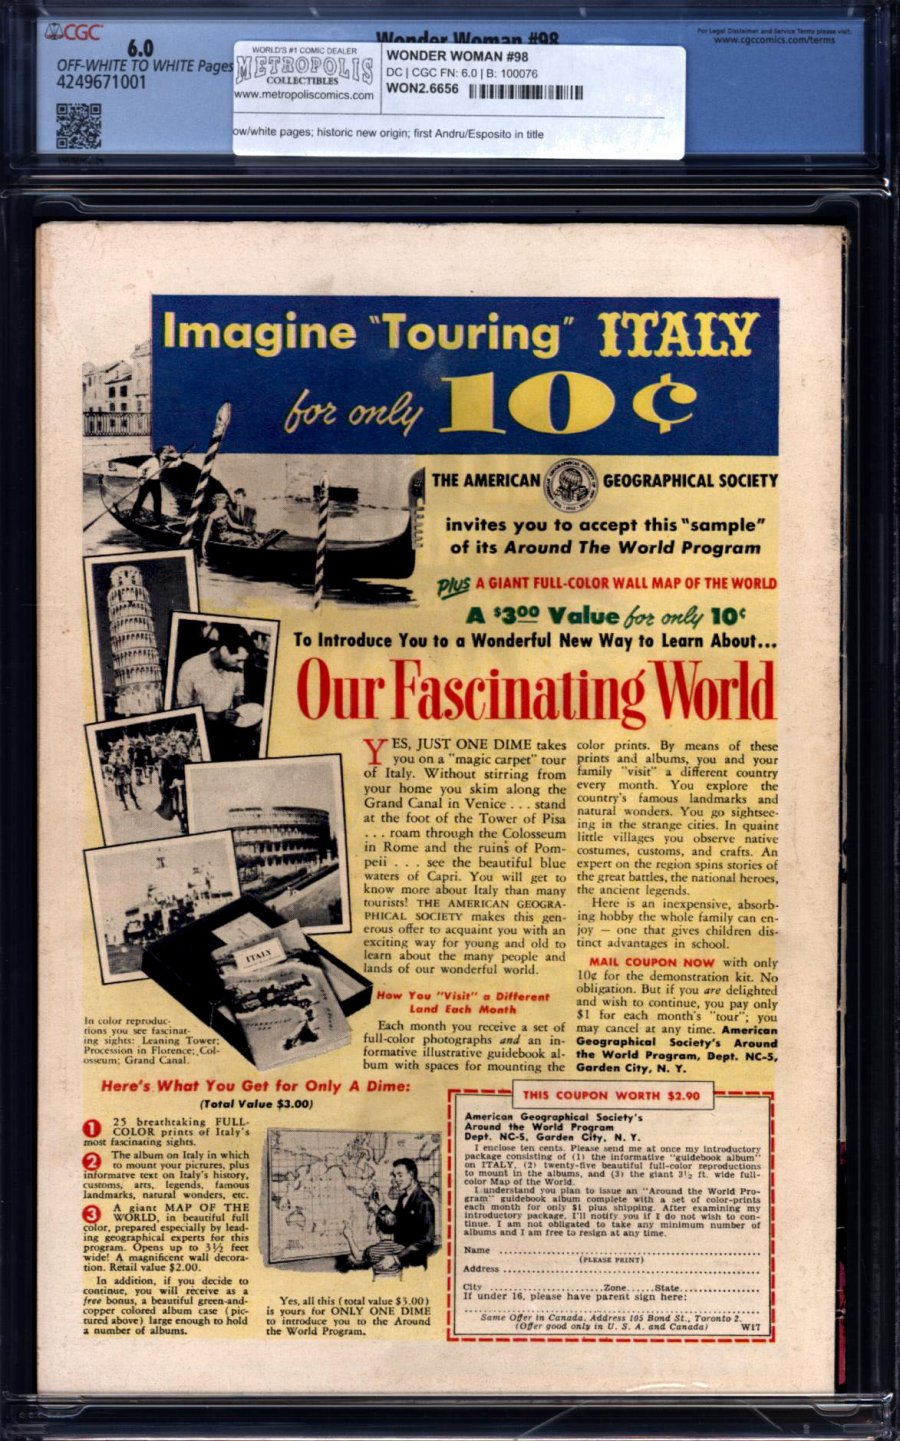 CGC
6.0
OFF-WHITE TO WHITE Pages
4249671001
Wonder Woman #98
For Legal Disclaimer and Service Terms please visit:
www.cgccomics.com/terms
WORLD'S #1 COMIC DEALER
METROPOLIS
COLLECTIBLES
www.metropoliscomics.com
WONDER WOMAN #98
DC | CGC FN: 6.0 | B: 100076
WON2.6656
ow/white pages; historic new origin; first Andru/Esposito in title
Imagine "Touring" ITALY
for only 10¢
THE AMERICAN GEOGRAPHICAL SOCIETY
invites you to accept this "sample"
of its Around The World Program
Plus A GIANT FULL-COLOR WALL MAP OF THE WORLD
A $3.00 Value for only 10¢
To Introduce You to a Wonderful New Way to Learn About...
Our Fascinating World
YES, JUST ONE DIME takes
you on a "magic carpet" tour
of Italy. Without stirring from
your home you skim along the
Grand Canal in Venice . . . stand
at the foot of the Tower of Pisa
. . . roam through the Colosseum
in Rome and the ruins of Pom-
peii . . . see the beautiful blue
waters of Capri. You will get to
know more about Italy than many
tourists! THE AMERICAN GEOGRA-
PHICAL SOCIETY makes this gen-
erous offer to acquaint you with an
exciting way for young and old to
learn about the many people and
lands of our wonderful world.
How You "Visit" a Different
Land Each Month
Each month you receive a set of
full-color photographs and an in-
formative illustrative guidebook al-
bum with spaces for mounting the
color prints. By means of these
prints and albums, you and your
family "visit" a different country
every month. You explore the
country's famous landmarks and
natural wonders. You go sightsee-
ing in the strange cities. In quaint
little villages you observe native
costumes, customs, and crafts. An
expert on the region spins stories of
the great battles, the national heroes,
the ancient legends.
Here is an inexpensive, absorb-
ing hobby the whole family can en-
joy — one that gives children dis-
tinct advantages in school.
MAIL COUPON NOW with only
10¢ for the demonstration kit. No
obligation. But if you are delighted
and wish to continue, you pay only
$1 for each month's "tour"; you
may cancel at any time. American
Geographical Society's Around
the World Program, Dept. NC-5,
Garden City, N. Y.
ITALY
In color reproduc-
tions you see fascinat-
ing sights: Leaning Tower;
Procession in Florence; Col-
osseum; Grand Canal.
Here's What You Get for Only A Dime:
(Total Value $3.00)
1 25 breathtaking FULL-
COLOR prints of Italy's
most fascinating sights.
2 The album on Italy in which
to mount your pictures, plus
informatve text on Italy's history,
customs, arts, legends, famous
landmarks, natural wonders, etc.
3 A giant MAP OF THE
WORLD, in beautiful full
color, prepared especially by lead-
ing geographical experts for this
program. Opens up to 3½ feet
wide! A magnificent wall decora-
tion. Retail value $2.00.
In addition, if you decide to
continue, you will receive as a
free bonus, a beautiful green-and-
copper colored album case (pic-
tured above) large enough to hold
a number of albums.
Yes, all this (total value $3.00)
is yours for ONLY ONE DIME
to introduce you to the Around
the World Program.
THIS COUPON WORTH $2.90
American Geographical Society's
Around the World Program
Dept. NC-5, Garden City, N. Y.
I enclose ten cents. Please send me at once my introductory
package consisting of (1) the informative "guidebook album"
on ITALY, (2) twenty-five beautiful full-color reproductions
to mount in the albums, and (3) the giant 3½ ft. wide full-
color Map of the World.
I understand you plan to issue an "Around the World Pro-
gram" guidebook album complete with a set of color-prints
each month for only $1 plus shipping. After examining my
introductory package, I'll notify you if I do not wish to con-
tinue. I am not obligated to take any minimum number of
albums and I am free to resign at any time.
Name
(PLEASE PRINT)
Address
City Zone State
If under 16, please have parent sign here:
Same Offer in Canada. Address 105 Bond St., Toronto 2.
(Offer good only in U. S. A. and Canada) W17